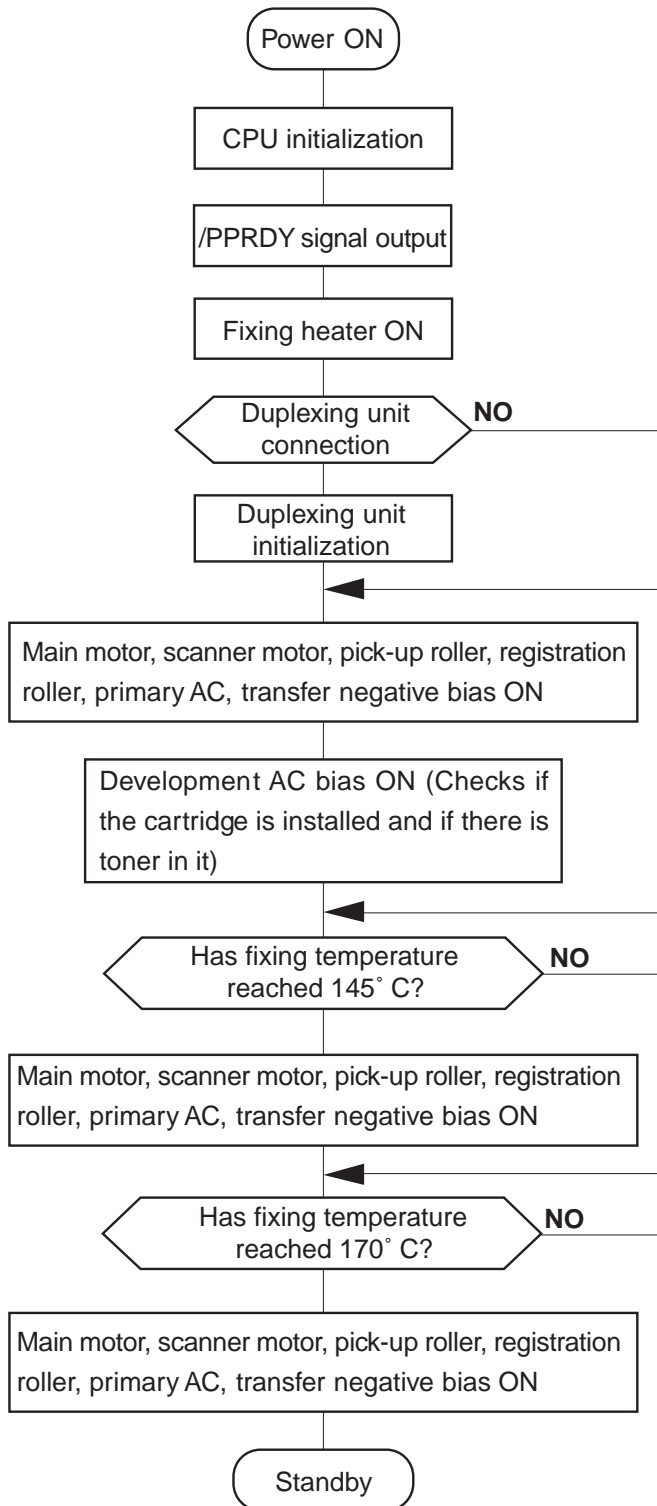 Power ON
CPU initialization
/PPRDY signal output
Fixing heater ON
Duplexing unit
connection
NO
Duplexing unit
initialization
Main motor, scanner motor, pick-up roller, registration
roller, primary AC, transfer negative bias ON
Development AC bias ON (Checks if
the cartridge is installed and if there is
toner in it)
Has fixing temperature
reached 145˚ C?
NO
Main motor, scanner motor, pick-up roller, registration
roller, primary AC, transfer negative bias ON
Has fixing temperature
reached 170˚ C?
NO
Main motor, scanner motor, pick-up roller, registration
roller, primary AC, transfer negative bias ON
Standby